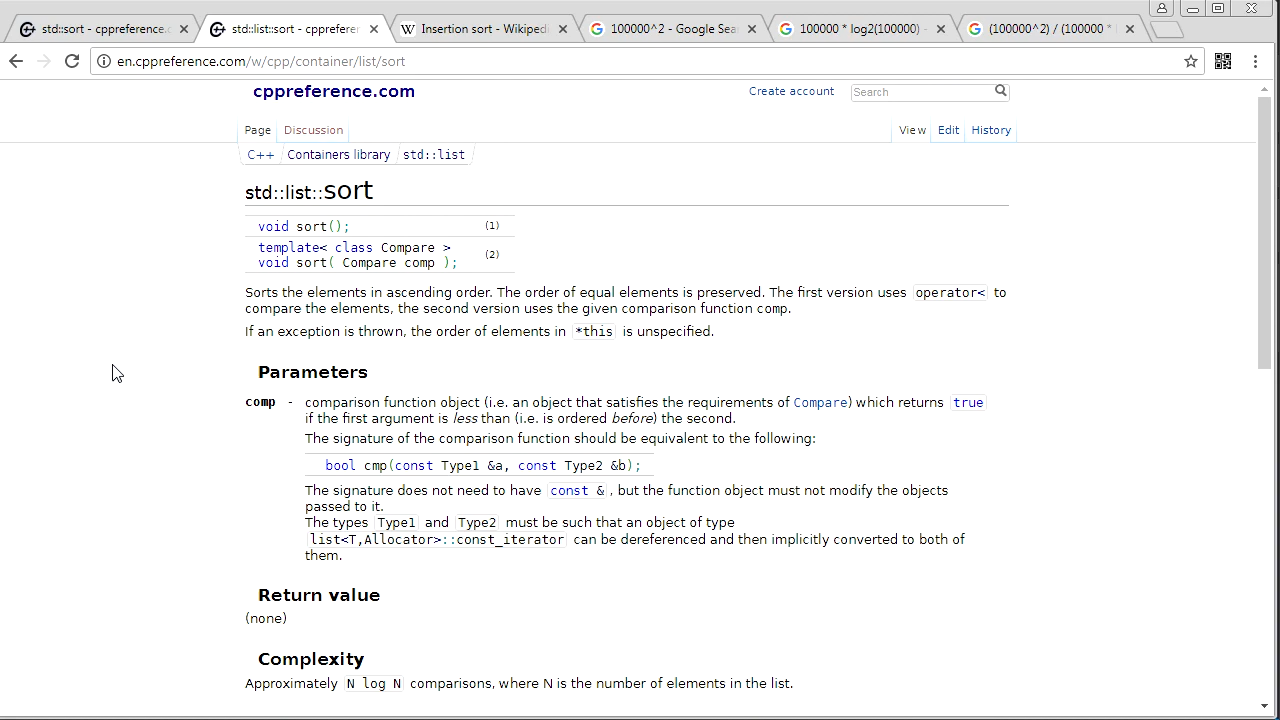 std::sort - cppreference.c
std::list::sort - cpprefer
Insertion sort - Wikiped
100000^2 - Google Sea
100000 * log2(100000) -
(100000^2) / (100000 *
en.cppreference.com/w/cpp/container/list/sort
cppreference.com
Create account
Search
Page Discussion
View Edit History
C++ Containers library std::list
std::list::sort
void sort(); (1)
template< class Compare >
void sort( Compare comp ); (2)
Sorts the elements in ascending order. The order of equal elements is preserved. The first version uses operator< to
compare the elements, the second version uses the given comparison function comp.
If an exception is thrown, the order of elements in *this is unspecified.
Parameters
comp - comparison function object (i.e. an object that satisfies the requirements of Compare) which returns true
if the first argument is less than (i.e. is ordered before) the second.
The signature of the comparison function should be equivalent to the following:
bool cmp(const Type1 &a, const Type2 &b);
The signature does not need to have const &, but the function object must not modify the objects
passed to it.
The types Type1 and Type2 must be such that an object of type
list<T,Allocator>::const_iterator can be dereferenced and then implicitly converted to both of
them.
Return value
(none)
Complexity
Approximately N log N comparisons, where N is the number of elements in the list.